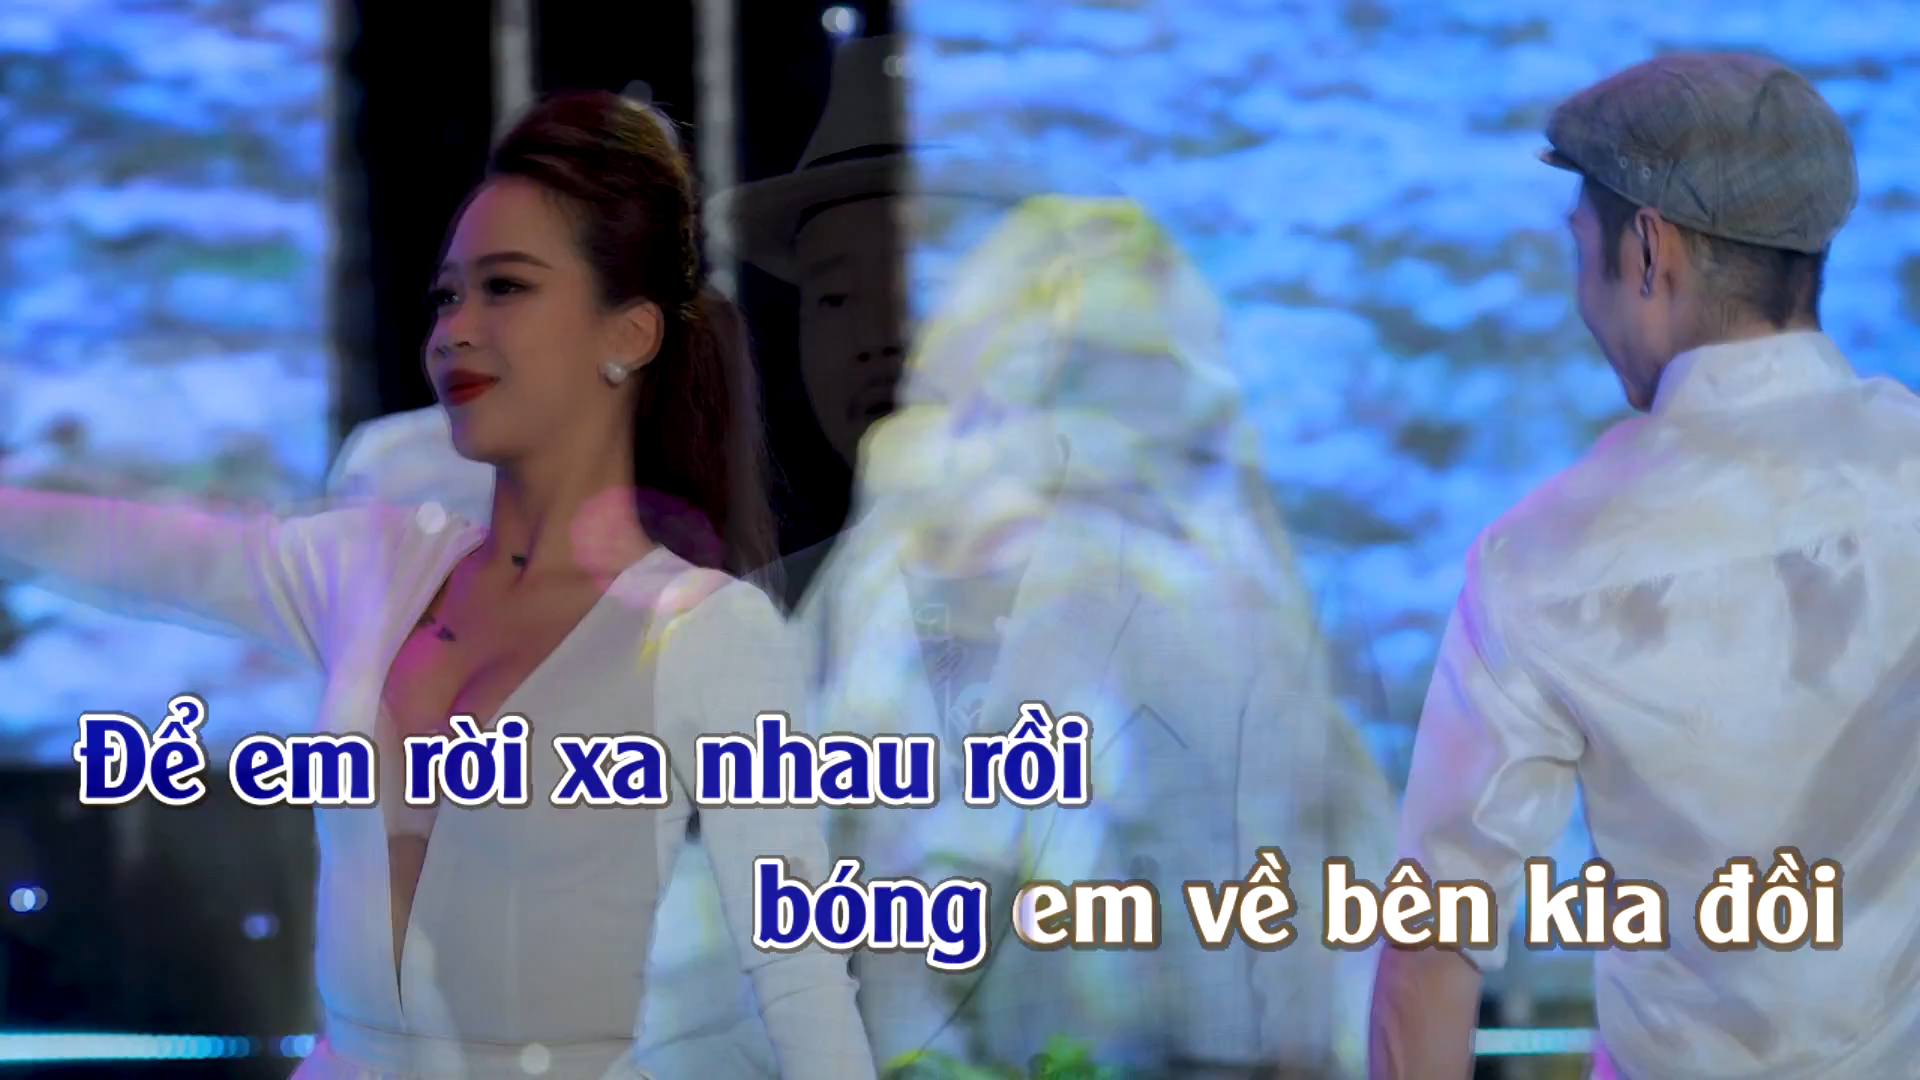 Để em rời xa nhau rồi
bóng em về bên kia đồi